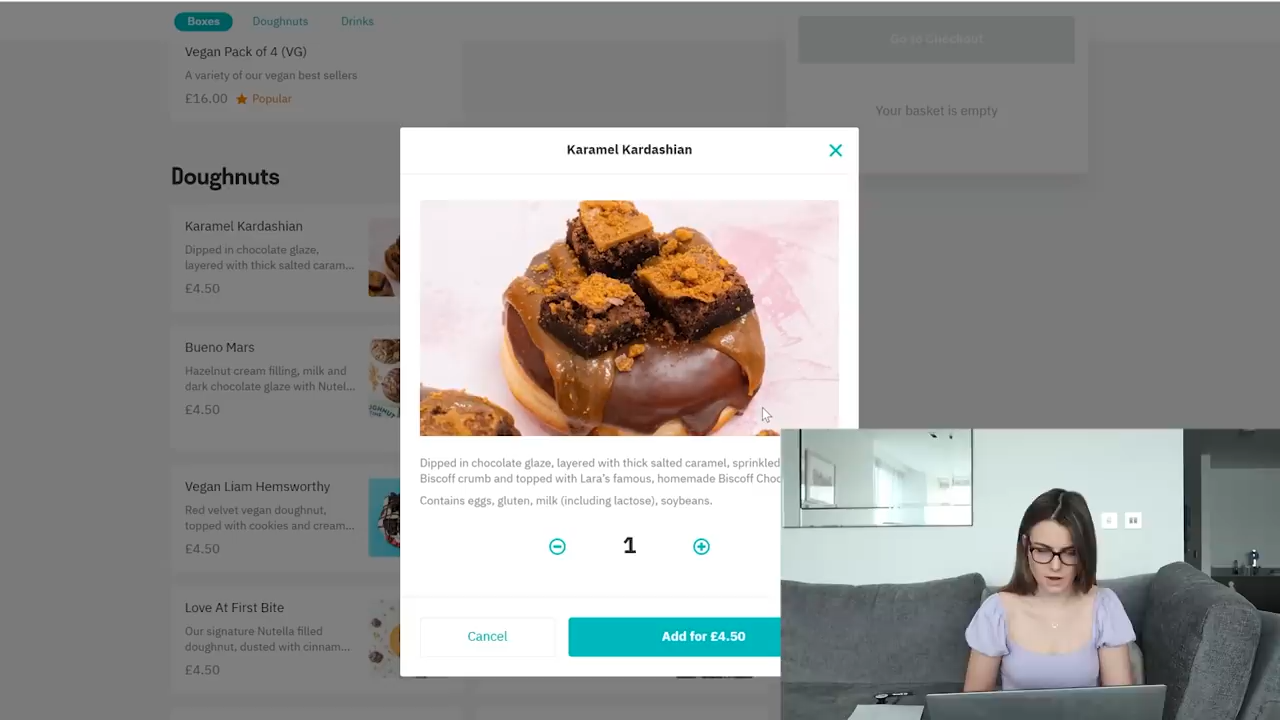 Boxes
Doughnuts
Drinks
Vegan Pack of 4 (VG)
A variety of our vegan best sellers
£16.00 Popular
Go to Checkout
Your basket is empty
Doughnuts
Karamel Kardashian
Dipped in chocolate glaze,
layered with thick salted caram...
£4.50
Bueno Mars
Hazelnut cream filling, milk and
dark chocolate glaze with Nutel...
£4.50
Vegan Liam Hemsworthy
Red velvet vegan doughnut,
topped with cookies and cream...
£4.50
Love At First Bite
Our signature Nutella filled
doughnut, dusted with cinnam...
£4.50
Karamel Kardashian
Dipped in chocolate glaze, layered with thick salted caramel, sprinkled
Biscoff crumb and topped with Lara's famous, homemade Biscoff Choc
Contains eggs, gluten, milk (including lactose), soybeans.
1
Cancel
Add for £4.50